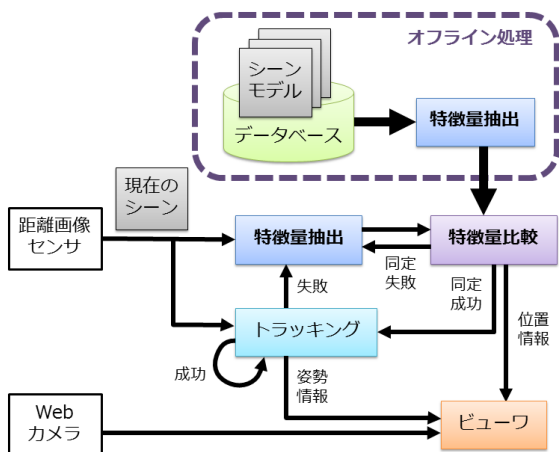 オフライン処理
シーン
モデル
データベース
特徴量抽出
現在の
シーン
距離画像
センサ
特徴量抽出
特徴量比較
同定
失敗
失敗
同定
成功
位置
情報
トラッキング
成功
姿勢
情報
Web
カメラ
ビューワ